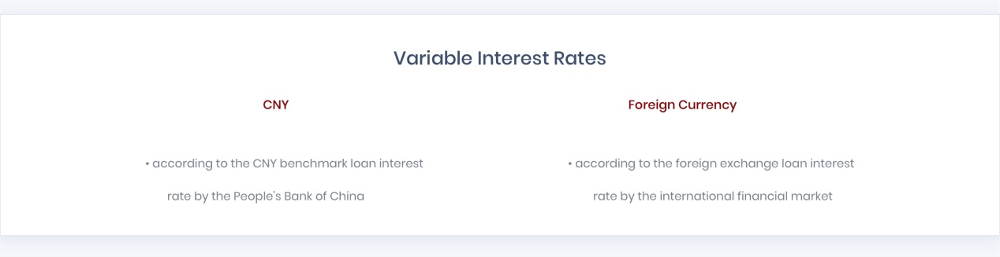 Variable Interest Rates
CNY
• according to the CNY benchmark loan interest
rate by the People's Bank of China
Foreign Currency
• according to the foreign exchange loan interest
rate by the international financial market